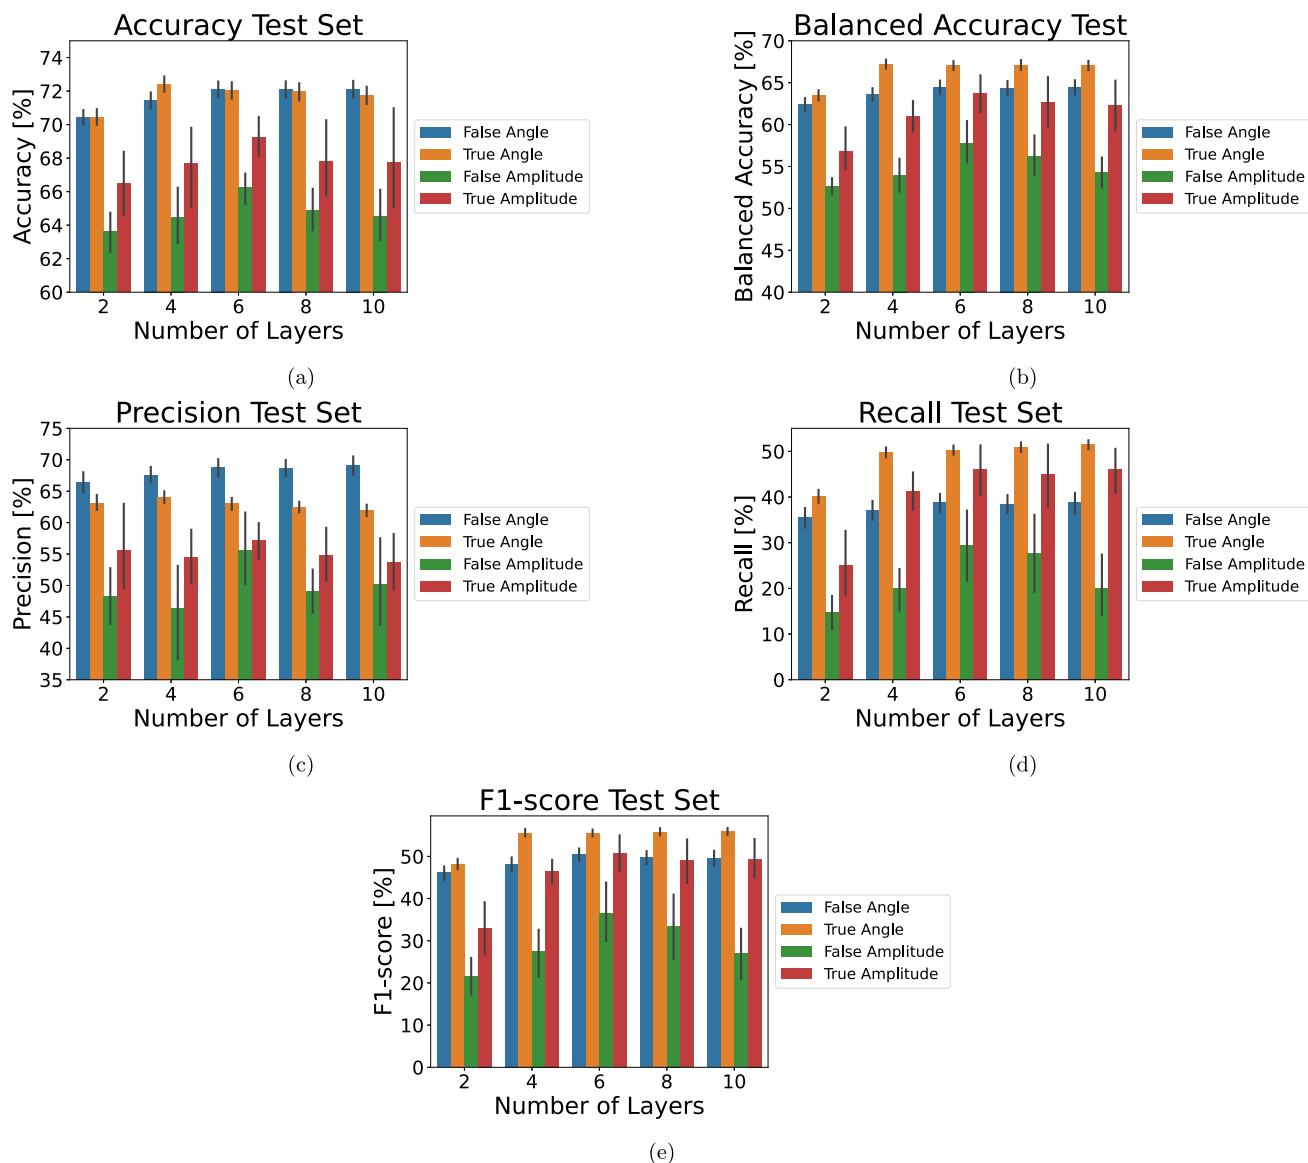 Accuracy Test Set
Accuracy [%]
74
72
70
68
66
64
62
60
2 4 6 8 10
Number of Layers
False Angle
True Angle
False Amplitude
True Amplitude
(a)
Balanced Accuracy Test
Balanced Accuracy [%]
70
65
60
55
50
45
40
2 4 6 8 10
Number of Layers
False Angle
True Angle
False Amplitude
True Amplitude
(b)
Precision Test Set
Precision [%]
75
70
65
60
55
50
45
40
35
2 4 6 8 10
Number of Layers
False Angle
True Angle
False Amplitude
True Amplitude
(c)
Recall Test Set
Recall [%]
50
40
30
20
10
0
2 4 6 8 10
Number of Layers
False Angle
True Angle
False Amplitude
True Amplitude
(d)
F1-score Test Set
F1-score [%]
50
40
30
20
10
0
2 4 6 8 10
Number of Layers
False Angle
True Angle
False Amplitude
True Amplitude
(e)